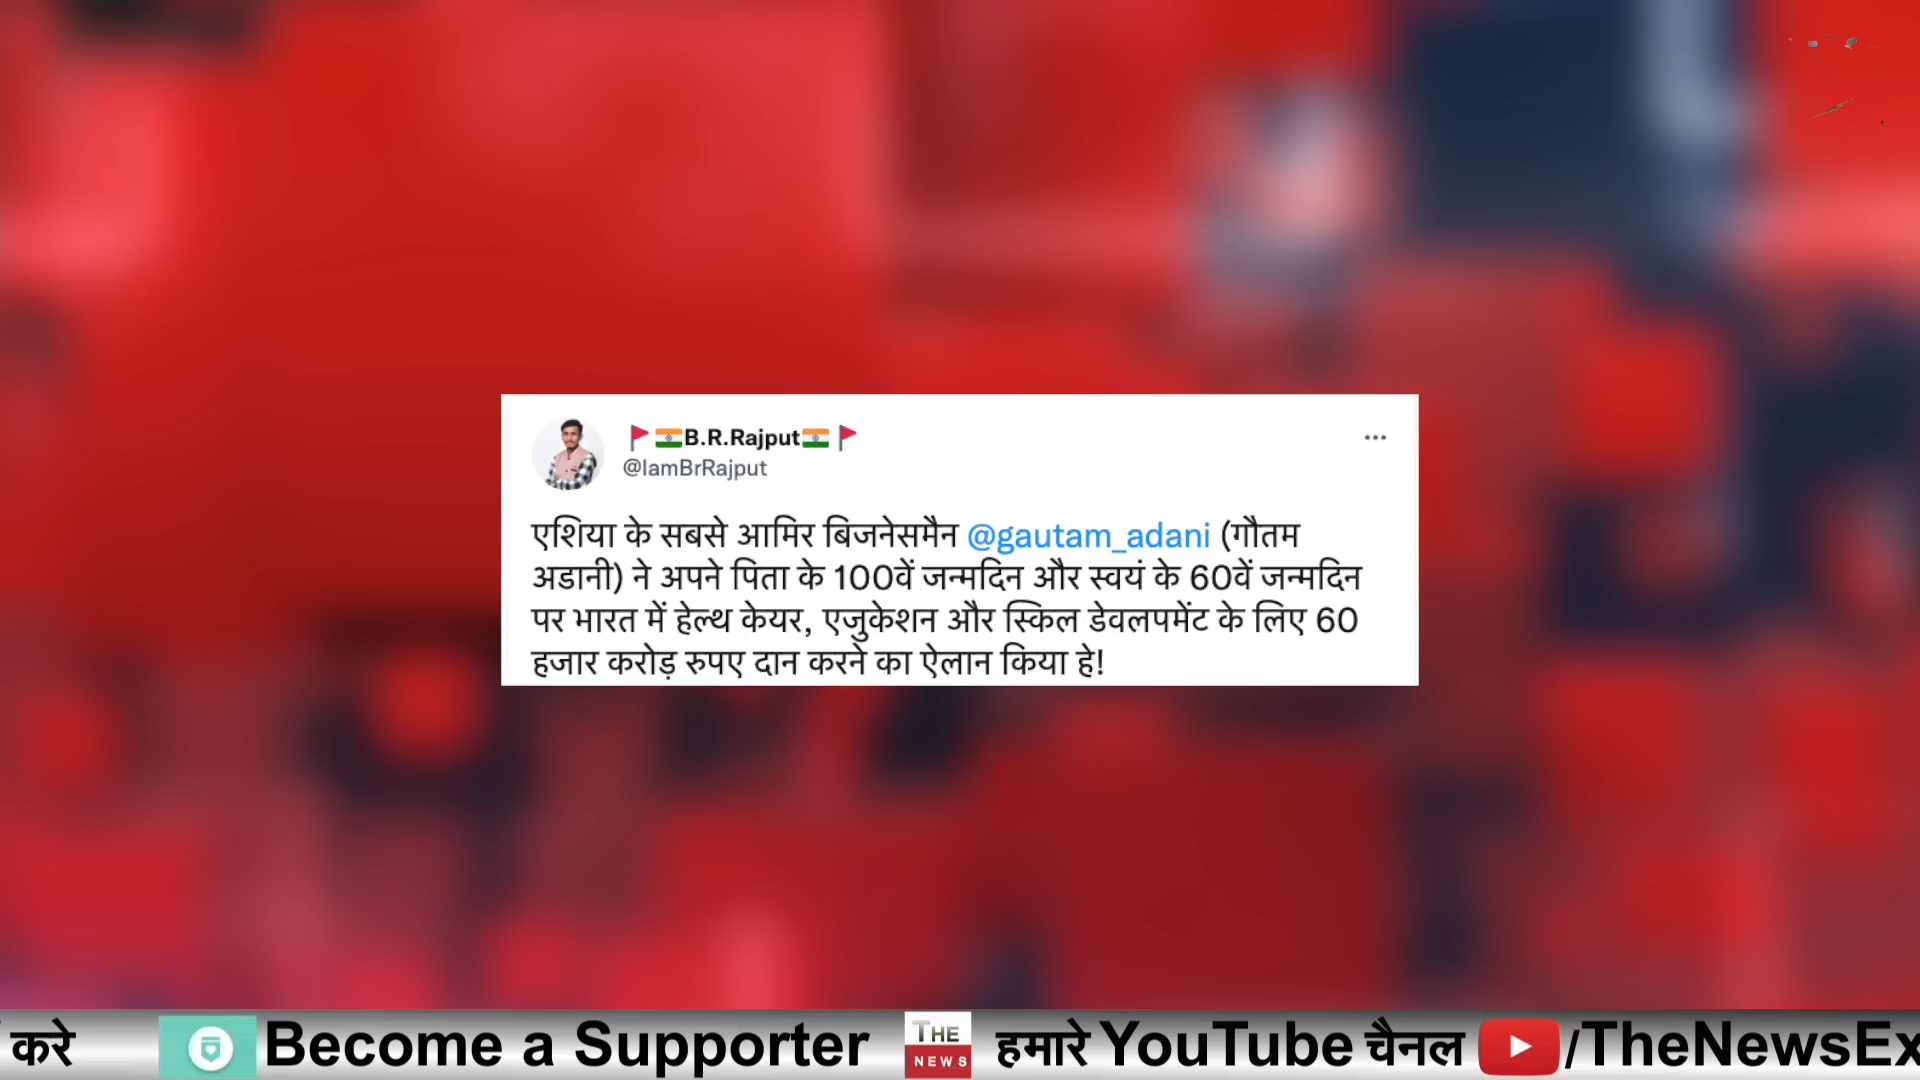 B.R.Rajput
@IamBrRajput
एशिया के सबसे आमिर बिजनेसमैन @gautam_adani (गौतम
अडानी) ने अपने पिता के 100वें जन्मदिन और स्वयं के 60वें जन्मदिन
पर भारत में हेल्थ केयर, एजुकेशन और स्किल डेवलपमेंट के लिए 60
हजार करोड़ रुपए दान करने का ऐलान किया हे!
करे Become a Supporter THE NEWS हमारे YouTube चैनल /TheNewsEx